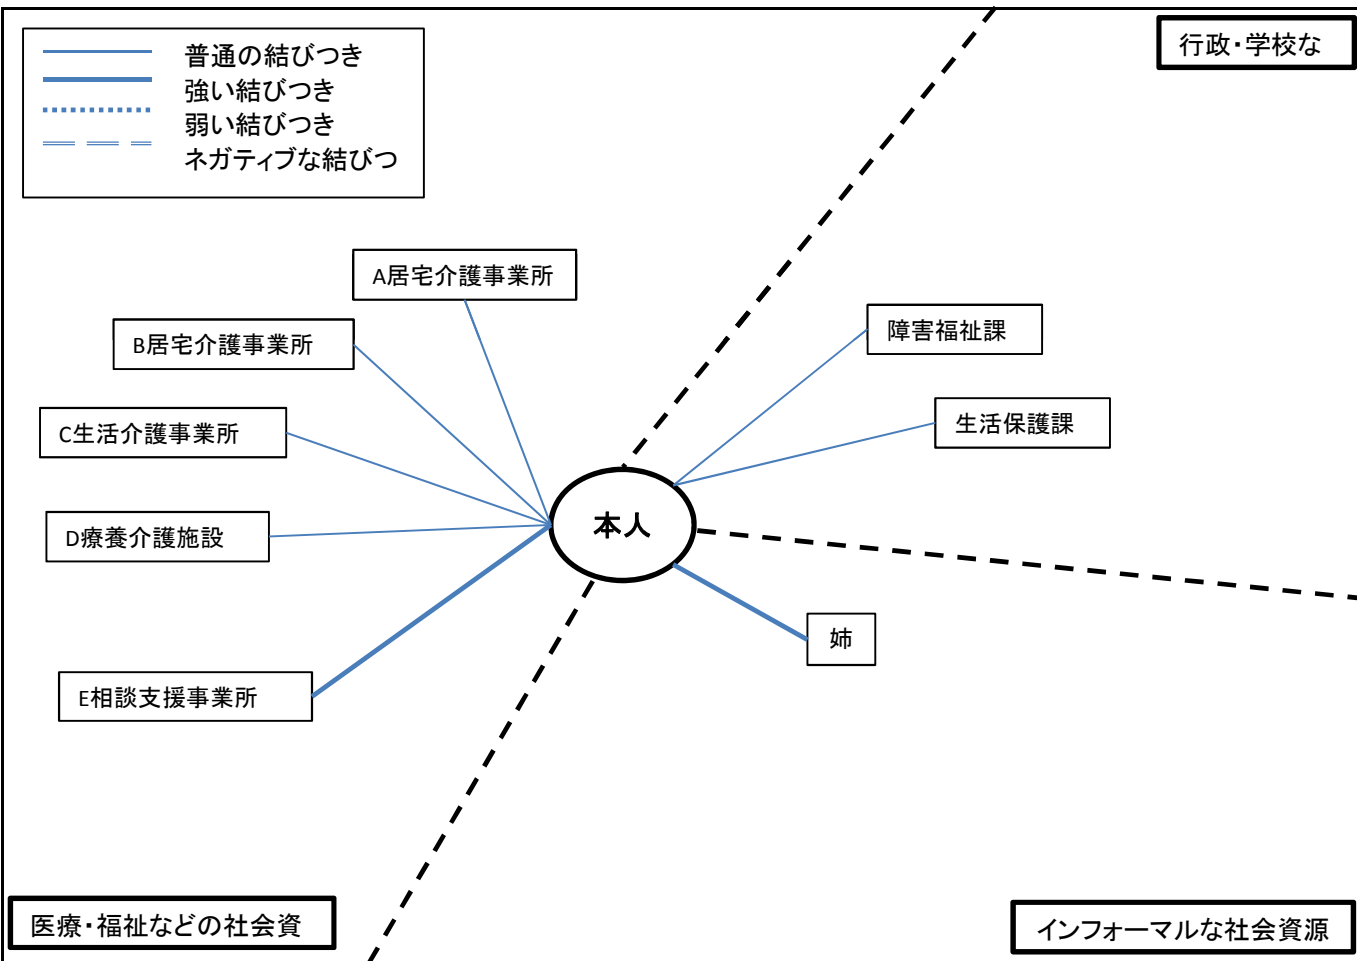 行政・学校な
普通の結びつき
強い結びつき
弱い結びつき
ネガティブな結びつ
A居宅介護事業所
障害福祉課
B居宅介護事業所
生活保護課
C生活介護事業所
本人
D療養介護施設
姉
E相談支援事業所
医療・福祉などの社会資
インフォーマルな社会資源